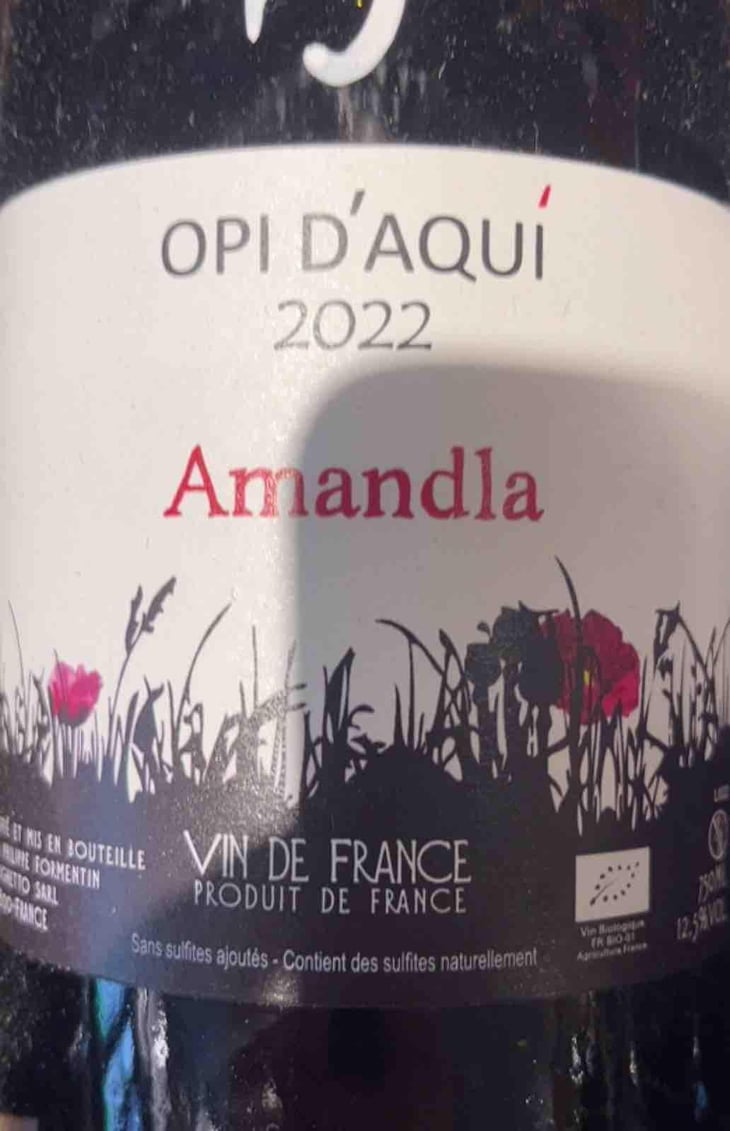 OPI D'AQUÍ
2022
Amandla
ET MIS EN BOUTEILLE
FORMENTIN
SARL
FRANCE
VIN DE FRANCE
PRODUIT DE FRANCE
Sans sulfites ajoutés - Contient des sulfites naturellement
Vin Biologique
FR BIO-01
Agriculture France
750ML
12.5%VOL